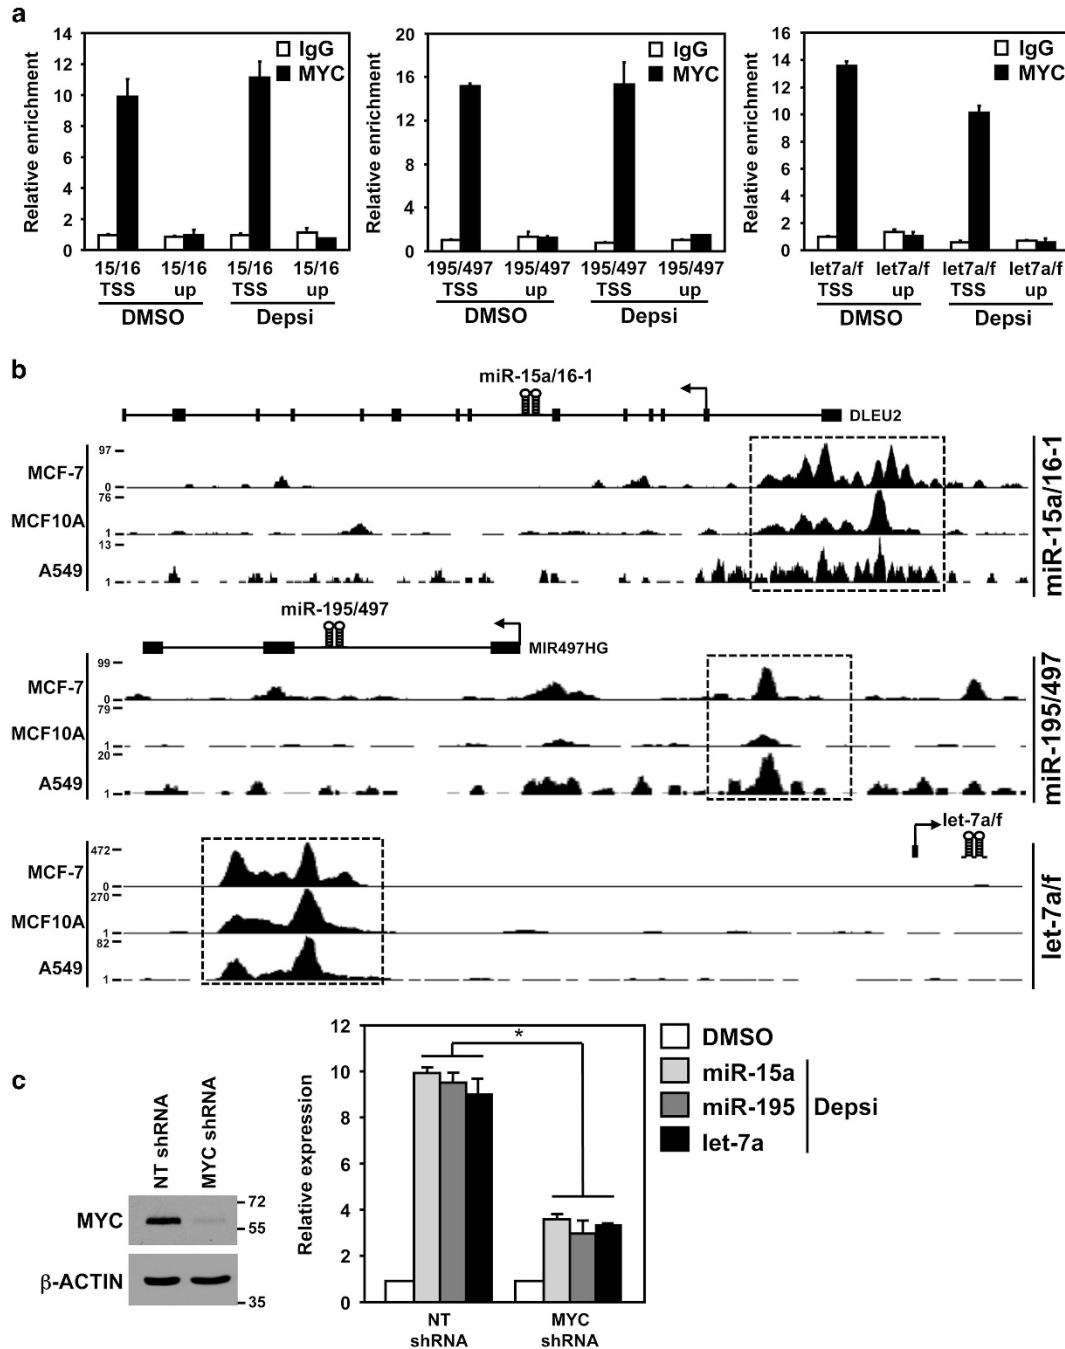 a
14
12
10
8
6
4
2
0
Relative enrichment
IgG
MYC
15/16 15/16 15/16 15/16
TSS up TSS up
DMSO Depsi
20
16
12
8
4
0
Relative enrichment
IgG
MYC
195/497 195/497 195/497 195/497
TSS up TSS up
DMSO Depsi
16
14
12
10
8
6
4
2
0
Relative enrichment
IgG
MYC
let7a/f let7a/f let7a/f let7a/f
TSS up TSS up
DMSO Depsi
b
miR-15a/16-1
DLEU2
MCF-7
97
0
MCF10A
76
1
A549
13
1
miR-15a/16-1
miR-195/497
MIR497HG
MCF-7
99
0
MCF10A
79
1
A549
20
1
miR-195/497
let-7a/f
MCF-7
472
0
MCF10A
270
1
A549
82
1
let-7a/f
c
NT shRNA
MYC shRNA
MYC
72
55
β-ACTIN
35
12
10
8
6
4
2
0
Relative expression
*
NT
shRNA
MYC
shRNA
DMSO
miR-15a
miR-195
let-7a
Depsi